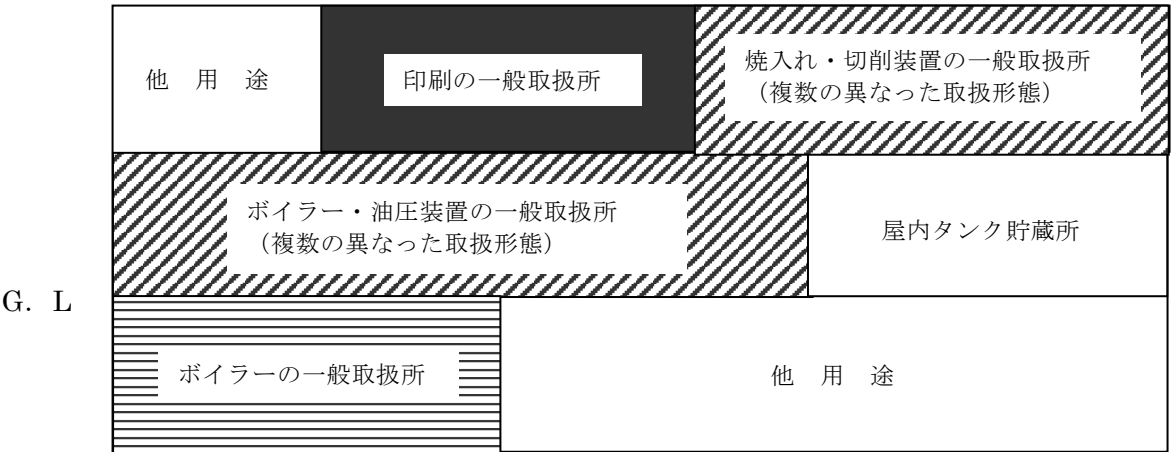 他 用 途
印刷の一般取扱所
焼入れ・切削装置の一般取扱所
（複数の異なった取扱形態）
ボイラー・油圧装置の一般取扱所
（複数の異なった取扱形態）
屋内タンク貯蔵所
G. L
ボイラーの一般取扱所
他 用 途